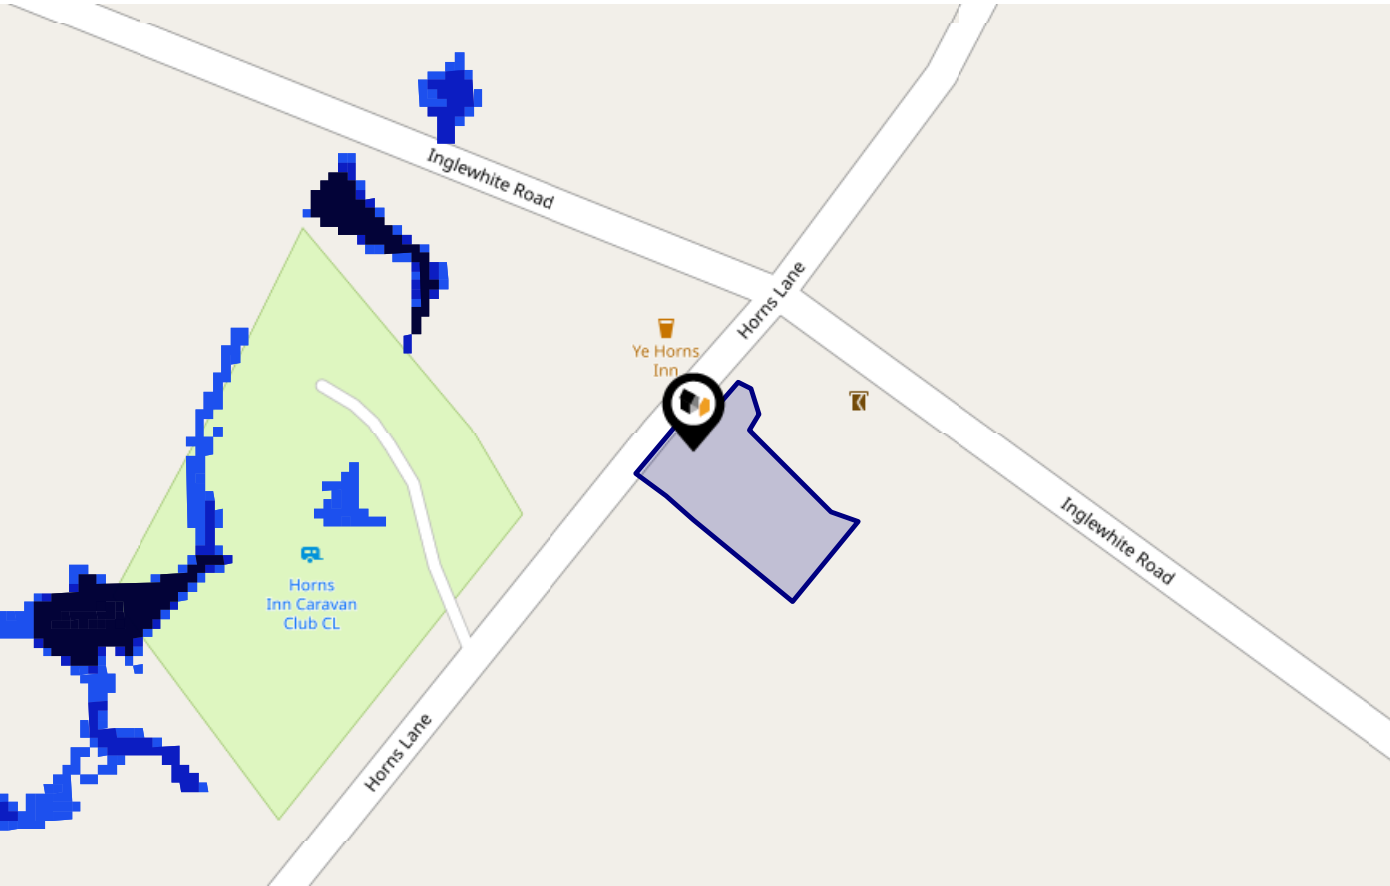 Inglewhite Road
Horns Lane
Ye Horns
Inn
Inglewhite Road
Horns
Inn Caravan
Club CL
Horns Lane